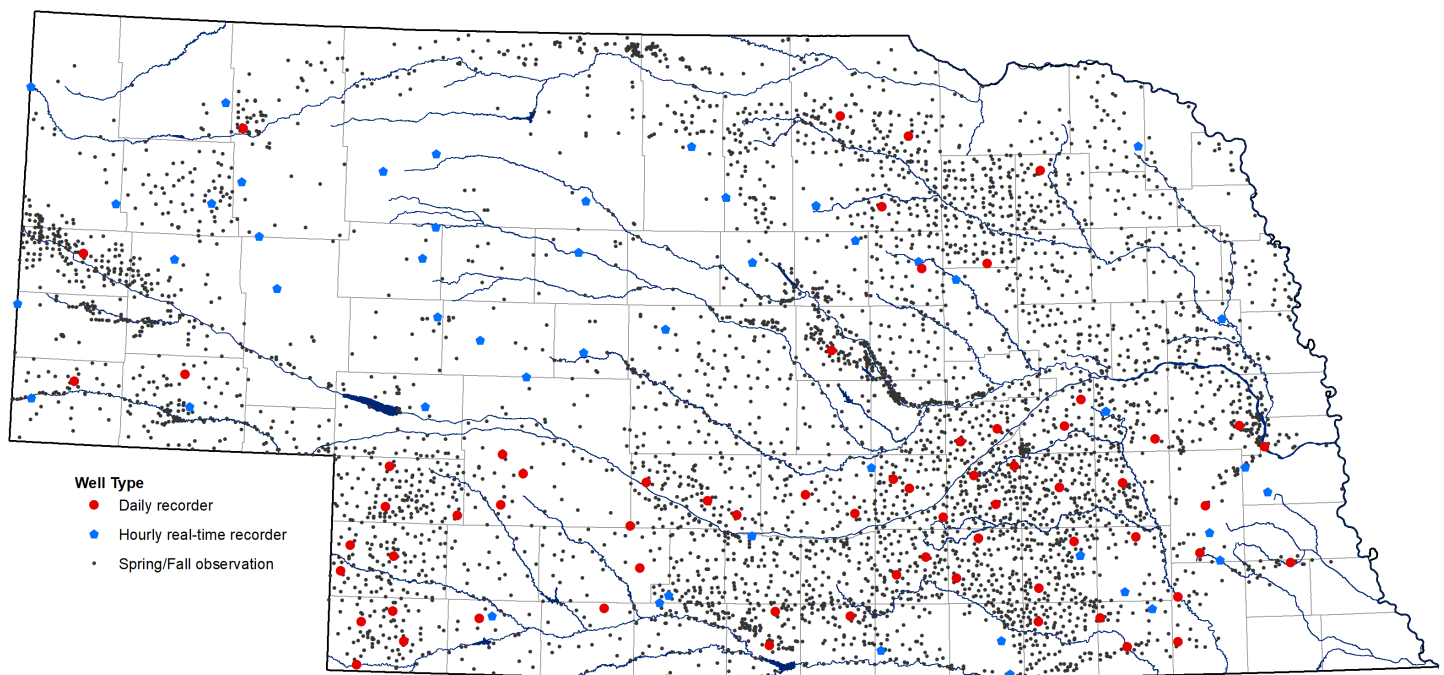 Well Type
Daily recorder
Hourly real-time recorder
Spring/Fall observation